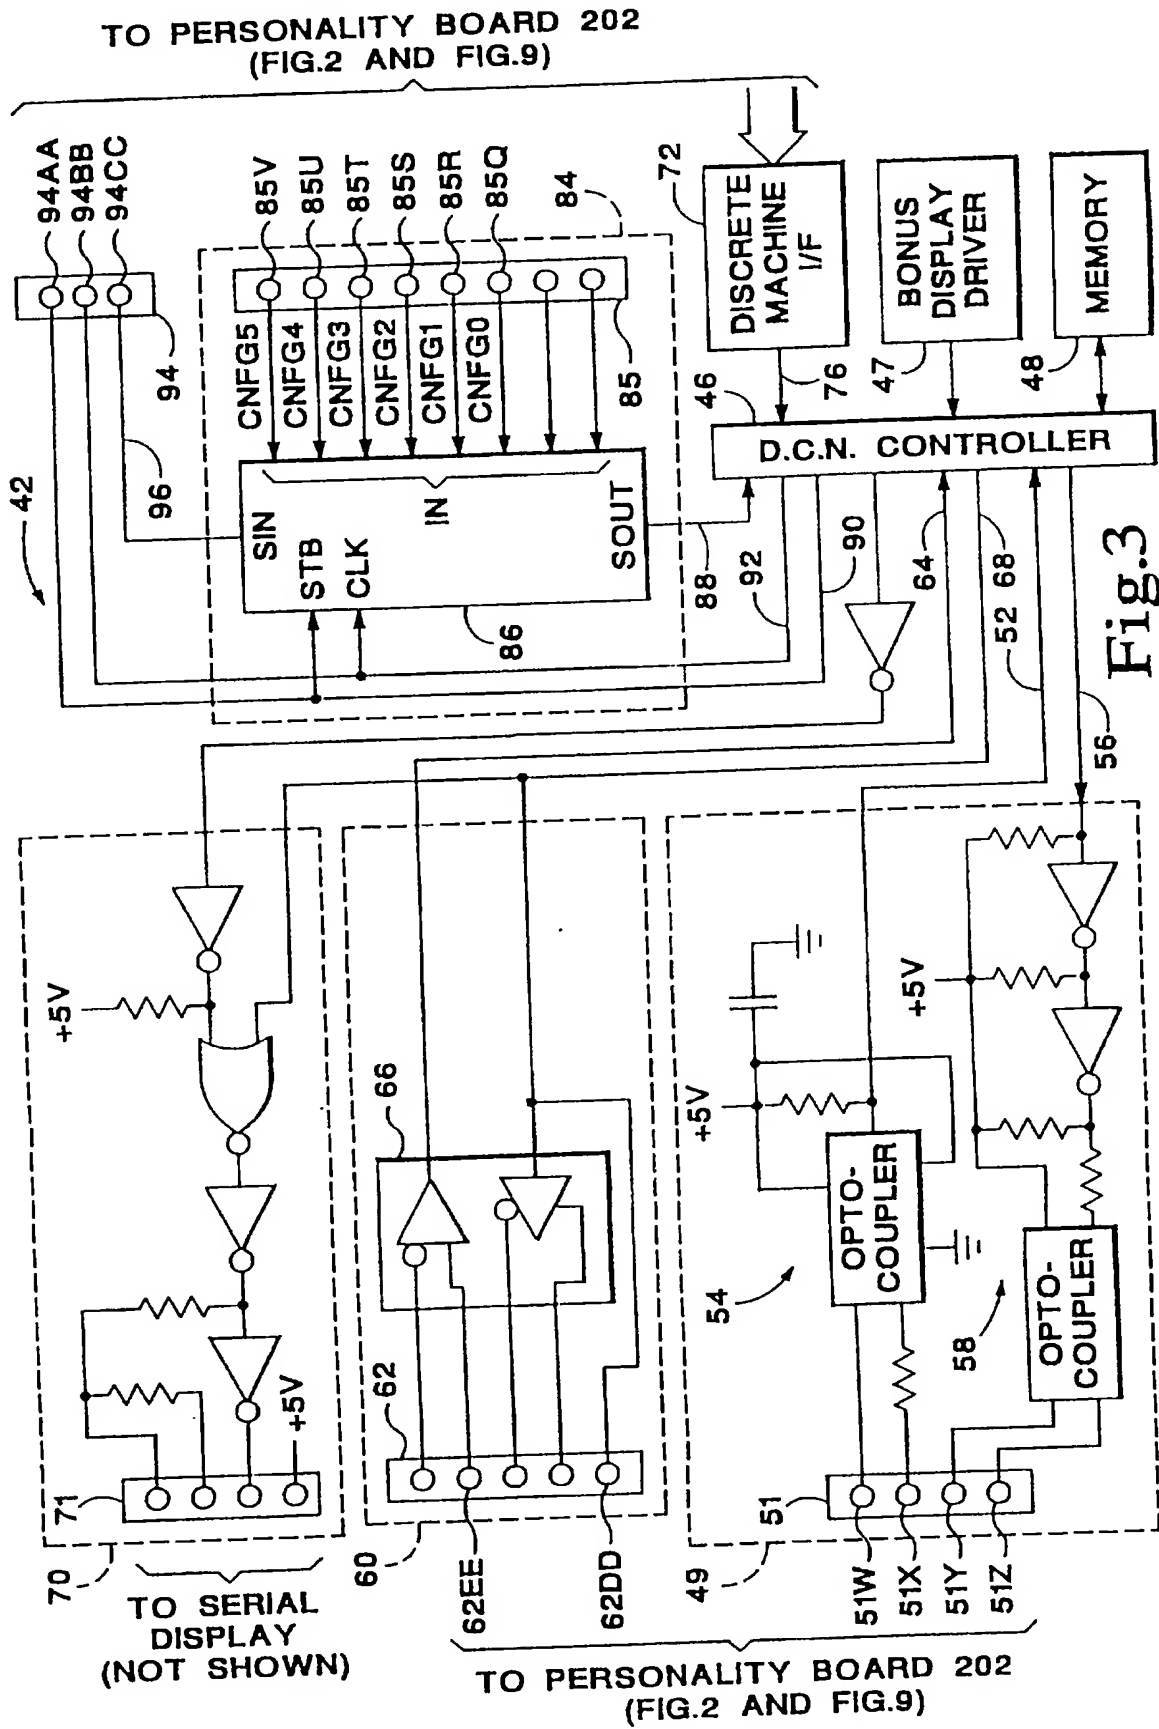 TO PERSONALITY BOARD 202
(FIG.2 AND FIG.9)
42
94AA
94BB
94CC
94
96
85V
85U
85T
85S
85R
85Q
84
CNFG5
CNFG4
CNFG3
CNFG2
CNFG1
CNFG0
85
SIN
STB
CLK
IN
SOUT
86
88
92
90
72
DISCRETE
MACHINE
I/F
76
46
BONUS
DISPLAY
DRIVER
47
MEMORY
48
D.C.N. CONTROLLER
64
68
52
56
Fig.3
+5V
71
+5V
70
TO SERIAL
DISPLAY
(NOT SHOWN)
66
62
60
62EE
62DD
+5V
+5V
OPTO-
COUPLER
54
OPTO-
COUPLER
58
51
49
51W
51X
51Y
51Z
TO PERSONALITY BOARD 202
(FIG.2 AND FIG.9)